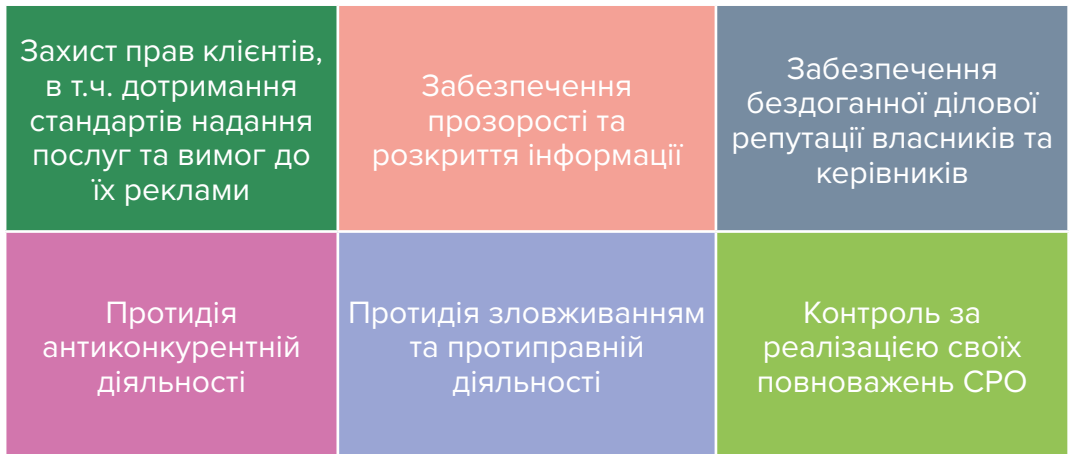 Захист прав клієнтів,
в т.ч. дотримання
стандартів надання
послуг та вимог до
їх реклами
Забезпечення
прозорості та
розкриття інформації
Забезпечення
бездоганної ділової
репутації власників та
керівників
Протидія
антиконкурентній
діяльності
Протидія зловживанням
та протиправній
діяльності
Контроль за
реалізацією своїх
повноважень СРО